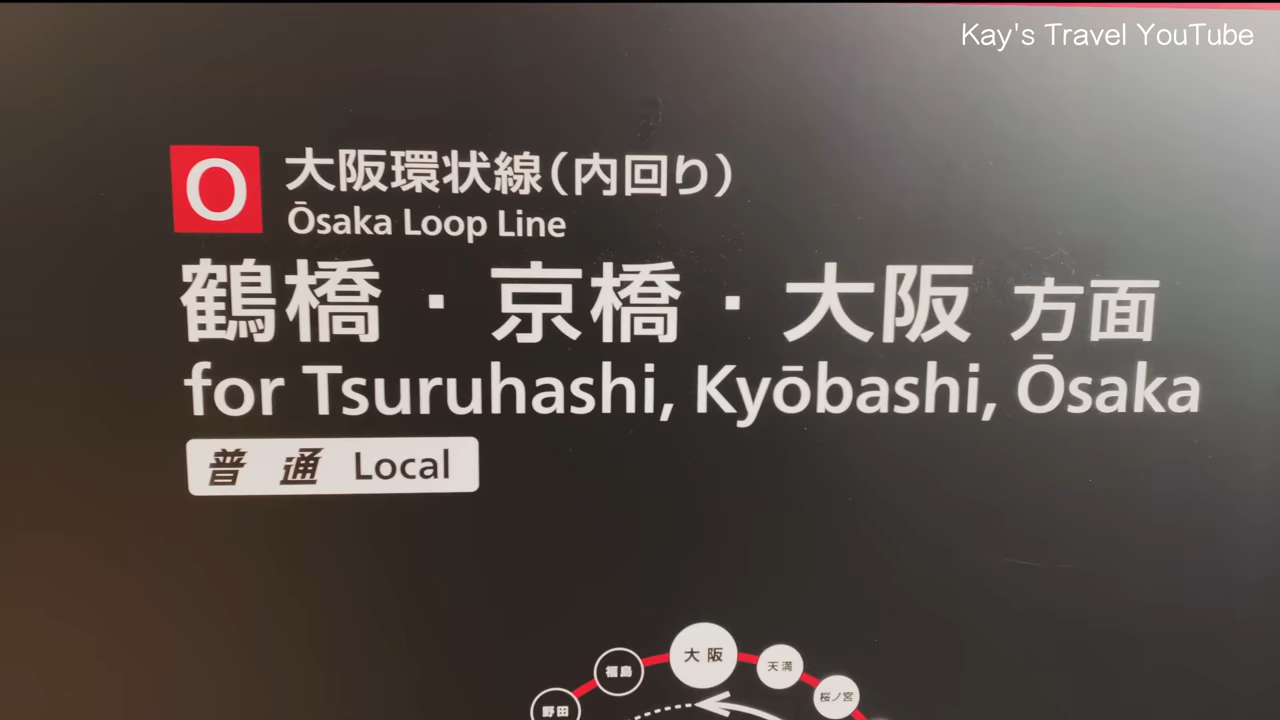 Kay's Travel YouTube
O
大阪環状線(内回り)
Ōsaka Loop Line
鶴橋・京橋・大阪 方面
for Tsuruhashi, Kyōbashi, Ōsaka
普通 Local
大阪
福島
天満
桜ノ宮
野田